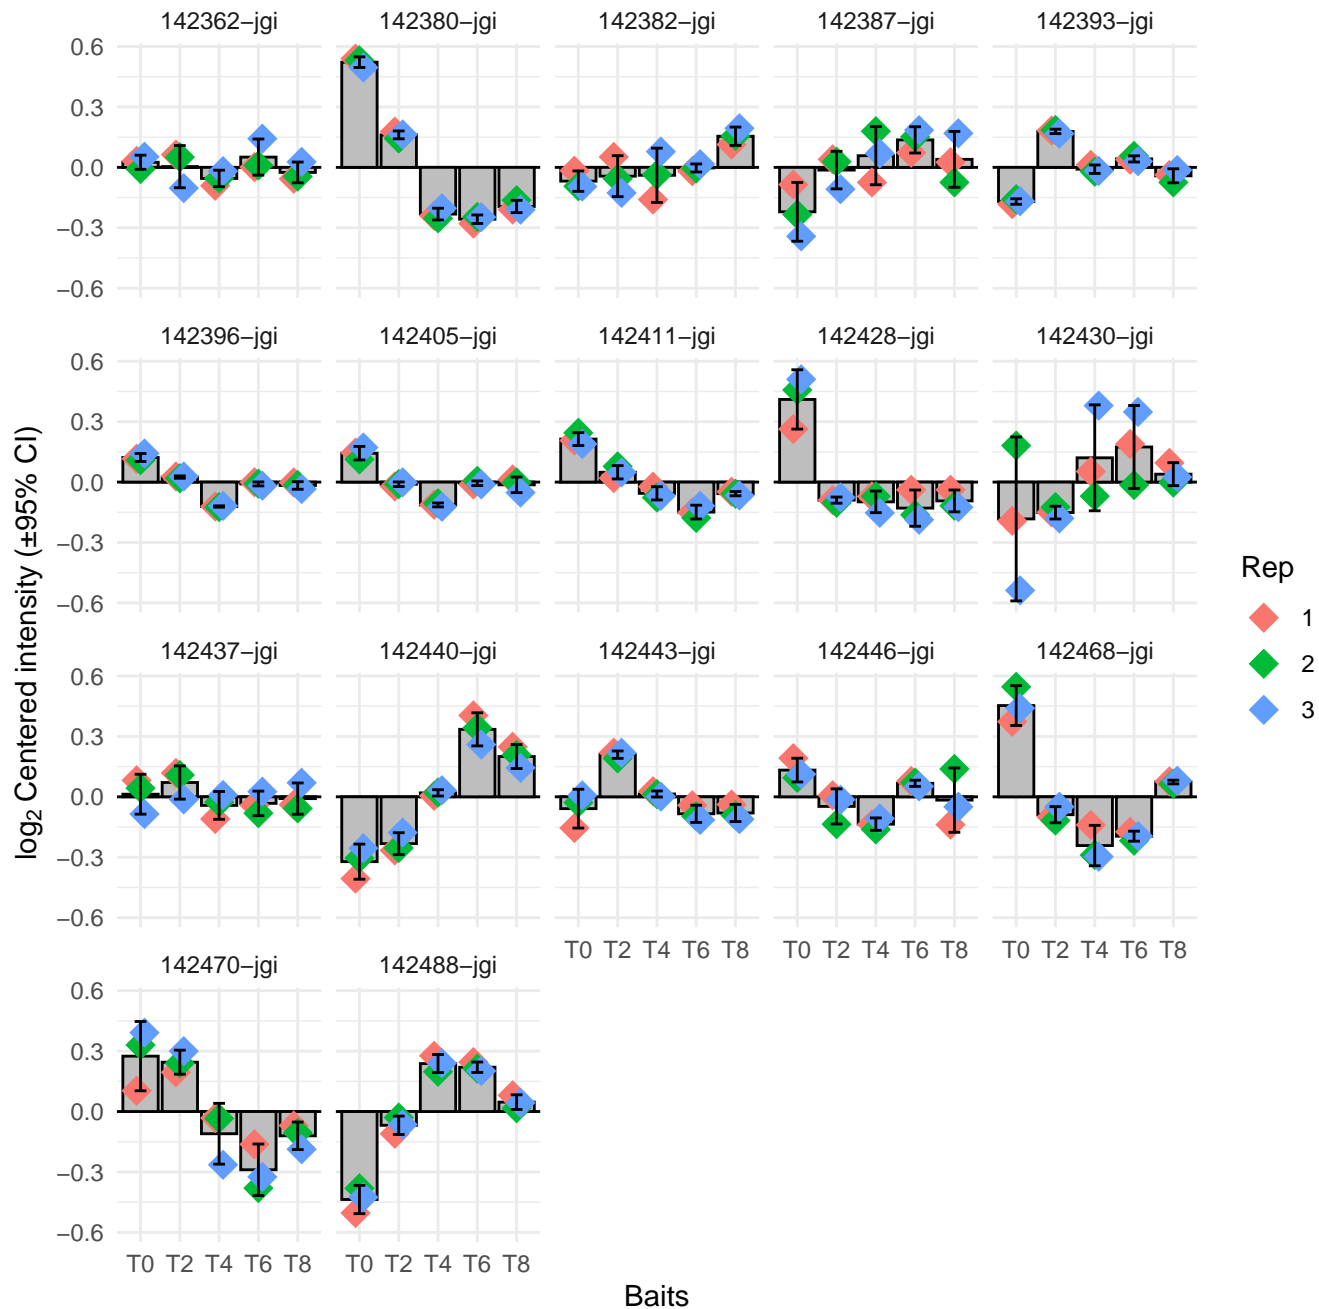 142362−jgi 142380−jgi 142382−jgi 142387−jgi 142393−jgi
0.6
0.3
0.0
−0.3
−0.6
142396−jgi 142405−jgi 142411−jgi 142428−jgi 142430−jgi
0.6
0.3
0.0
−0.3
−0.6
142437−jgi 142440−jgi 142443−jgi 142446−jgi 142468−jgi
0.6
0.3
0.0
−0.3
−0.6
T0 T2 T4 T6 T8 T0 T2 T4 T6 T8 T0 T2 T4 T6 T8
142470−jgi 142488−jgi
0.6
0.3
0.0
−0.3
−0.6
T0 T2 T4 T6 T8 T0 T2 T4 T6 T8
Baits
log₂ Centered intensity (±95% CI)
Rep
1
2
3